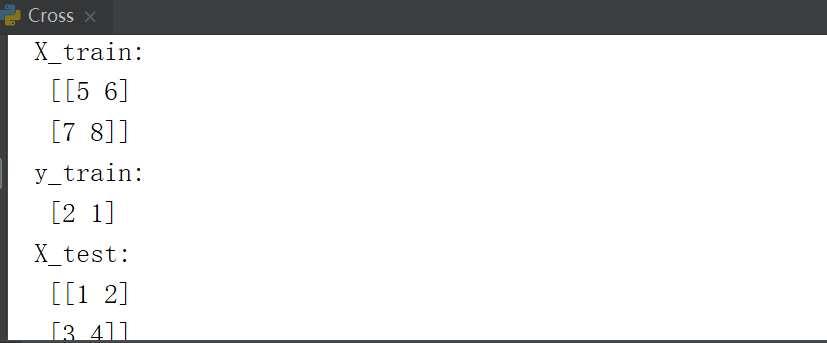 Cross
X_train:
[[5 6]
[7 8]]
y_train:
[2 1]
X_test:
[[1 2]
[3 4]]